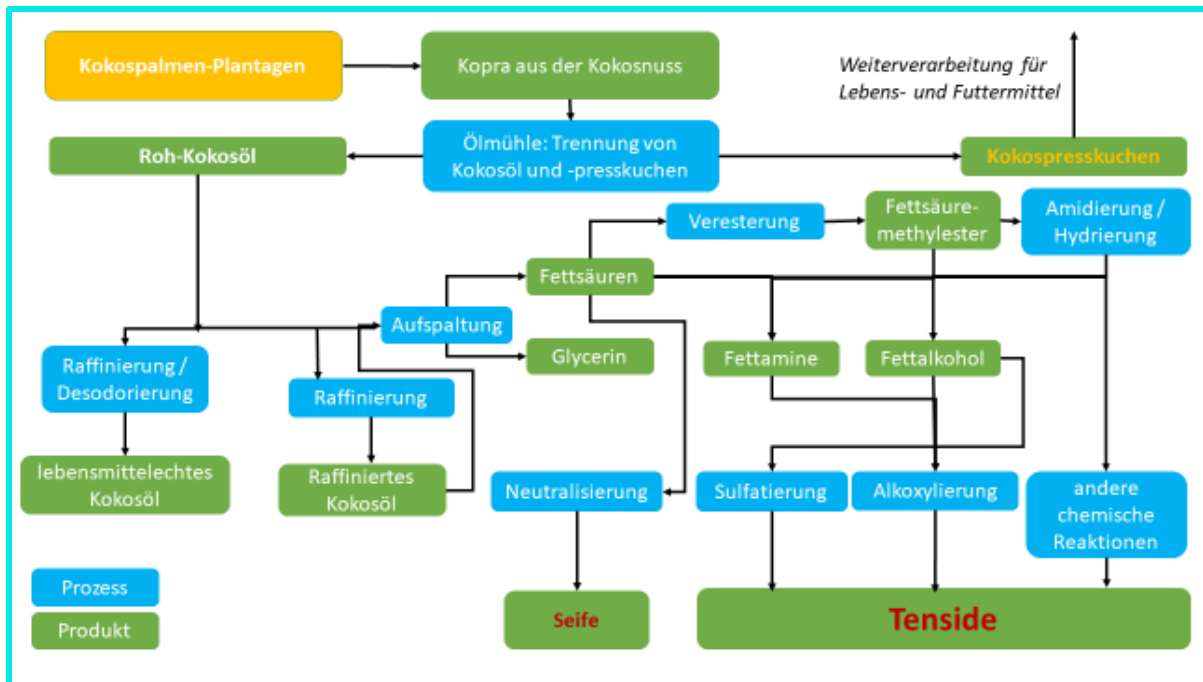 Kokospalmen-Plantagen
Kopra aus der Kokosnuss
Weiterverarbeitung für
Lebens- und Futtermittel
Roh-Kokosöl
Ölmühle: Trennung von
Kokosöl und -presskuchen
Kokospresskuchen
Veresterung
Fettsäure-
methylester
Amidierung /
Hydrierung
Fettsäuren
Aufspaltung
Glycerin
Fettamine
Fettalkohol
Raffinierung /
Desodorierung
Raffinierung
lebensmittelechtes
Kokosöl
Raffiniertes
Kokosöl
Neutralisierung
Sulfatierung
Alkoxylierung
andere
chemische
Reaktionen
Prozess
Produkt
Seife
Tenside